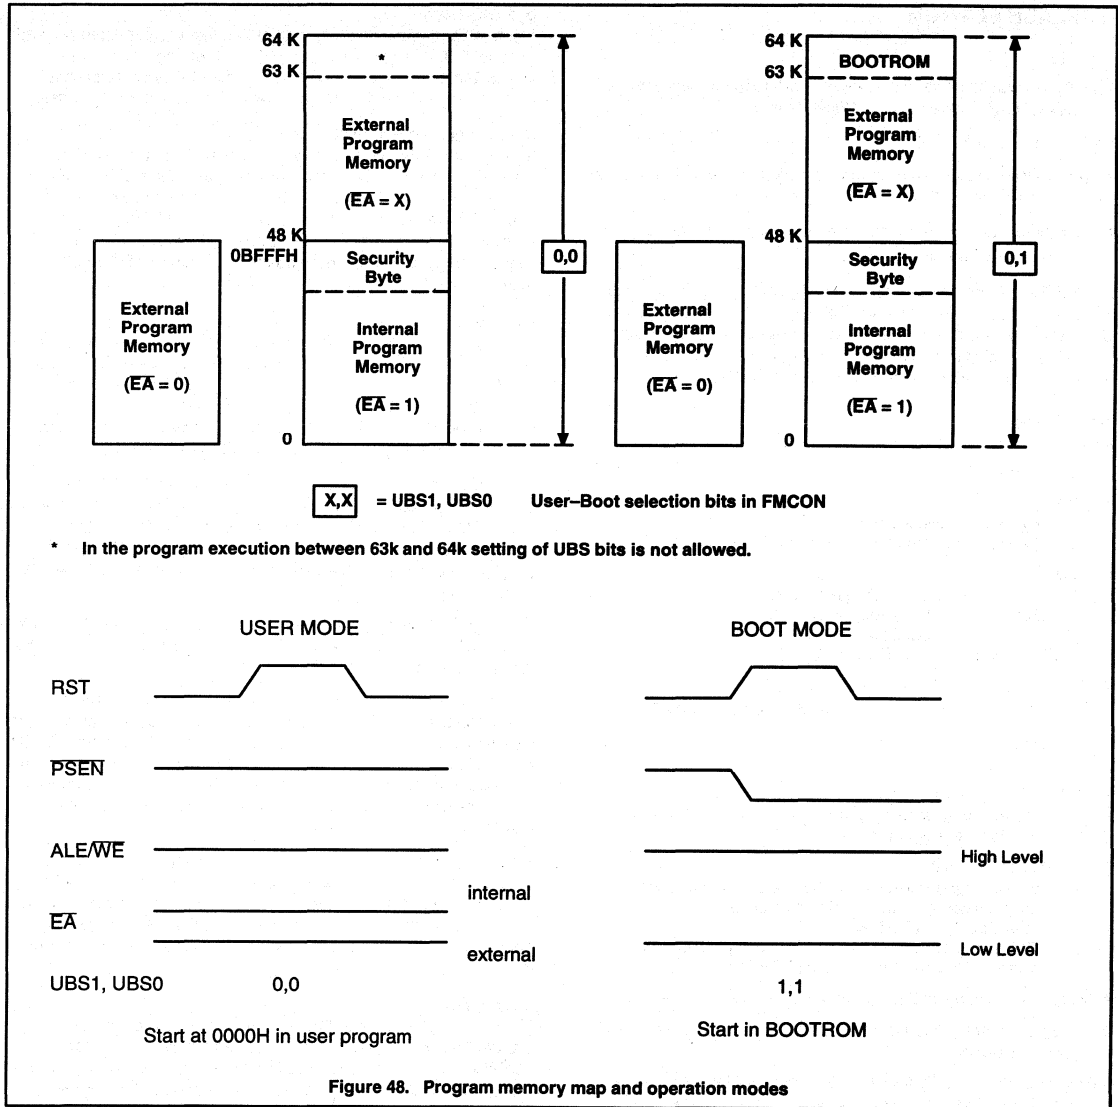 64 K
*
63 K
External
Program
Memory
(EA = X)
48 K
0BFFFH
Security
Byte
Internal
Program
Memory
(EA = 1)
0
External
Program
Memory
(EA = 0)
0,0
64 K
BOOTROM
63 K
External
Program
Memory
(EA = X)
48 K
Security
Byte
Internal
Program
Memory
(EA = 1)
0
External
Program
Memory
(EA = 0)
0,1
X,X = UBS1, UBS0 User–Boot selection bits in FMCON
* In the program execution between 63k and 64k setting of UBS bits is not allowed.
USER MODE BOOT MODE
RST
PSEN
ALE/WE High Level
internal
EA
external Low Level
UBS1, UBS0 0,0 1,1
Start at 0000H in user program Start in BOOTROM
Figure 48. Program memory map and operation modes